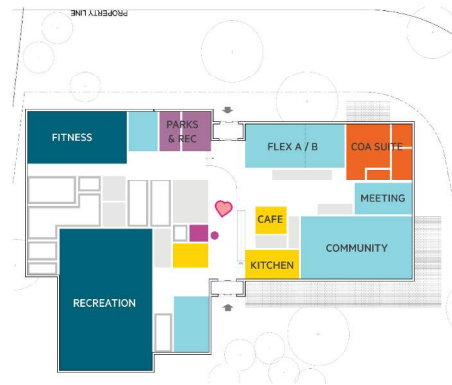 PROPERTY LINE
FITNESS
PARKS
& REC
FLEX A / B
COA SUITE
MEETING
CAFE
COMMUNITY
KITCHEN
RECREATION